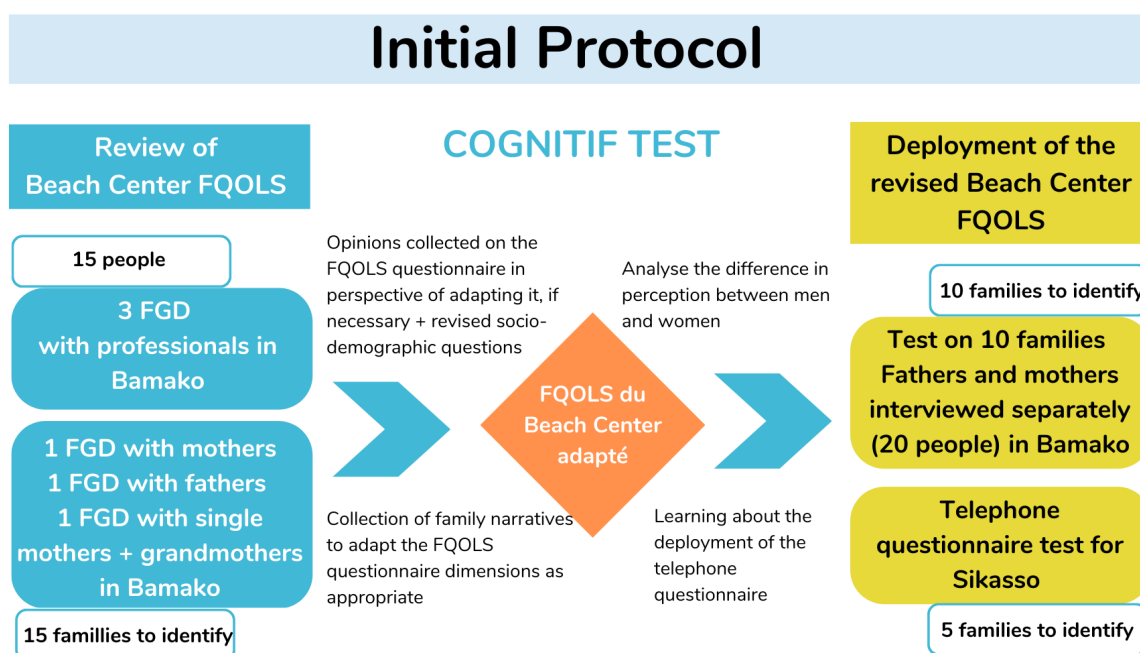 Initial Protocol
Review of
Beach Center FQOLS
15 people
3 FGD
with professionals in
Bamako
1 FGD with mothers
1 FGD with fathers
1 FGD with single
mothers + grandmothers
in Bamako
15 famillies to identify
COGNITIF TEST
Opinions collected on the
FQOLS questionnaire in
perspective of adapting it, if
necessary + revised socio-
demographic questions
Collection of family narratives
to adapt the FQOLS
questionnaire dimensions as
appropriate
FQOLS du
Beach Center
adapté
Analyse the difference in
perception between men
and women
Learning about the
deployment of the
telephone
questionnaire
Deployment of the
revised Beach Center
FQOLS
10 families to identify
Test on 10 families
Fathers and mothers
interviewed separately
(20 people) in Bamako
Telephone
questionnaire test for
Sikasso
5 families to identify